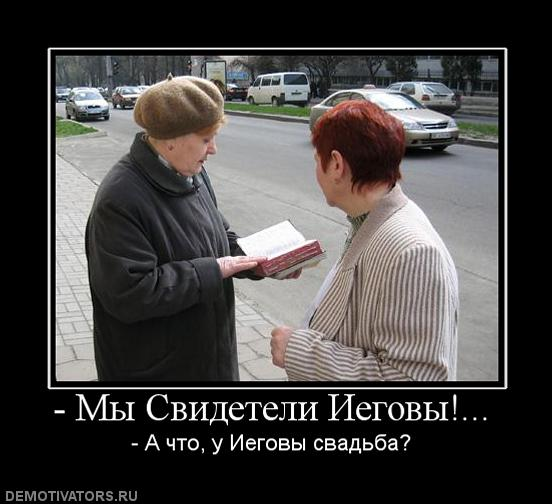 - Мы Свидетели Иеговы!...
- А что, у Иеговы свадьба?
DEMOTIVATORS.RU